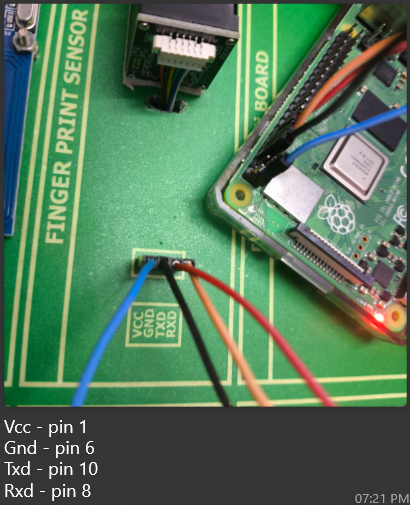 FINGER PRINT SENSOR
BOARD
VCC
GND
TXD
RXD
Vcc - pin 1
Gnd - pin 6
Txd - pin 10
Rxd - pin 8
07:21 PM